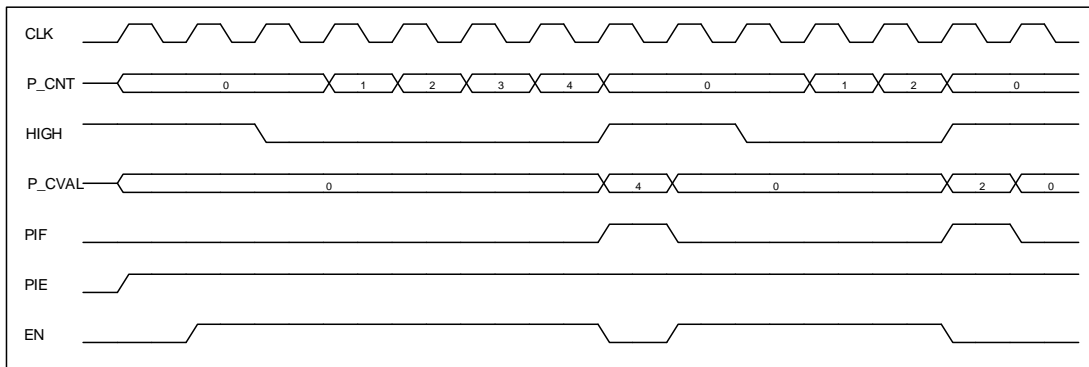 CLK
P_CNT 0 1 2 3 4 0 1 2 0
HIGH
P_CVAL 0 4 0 2 0
PIF
PIE
EN